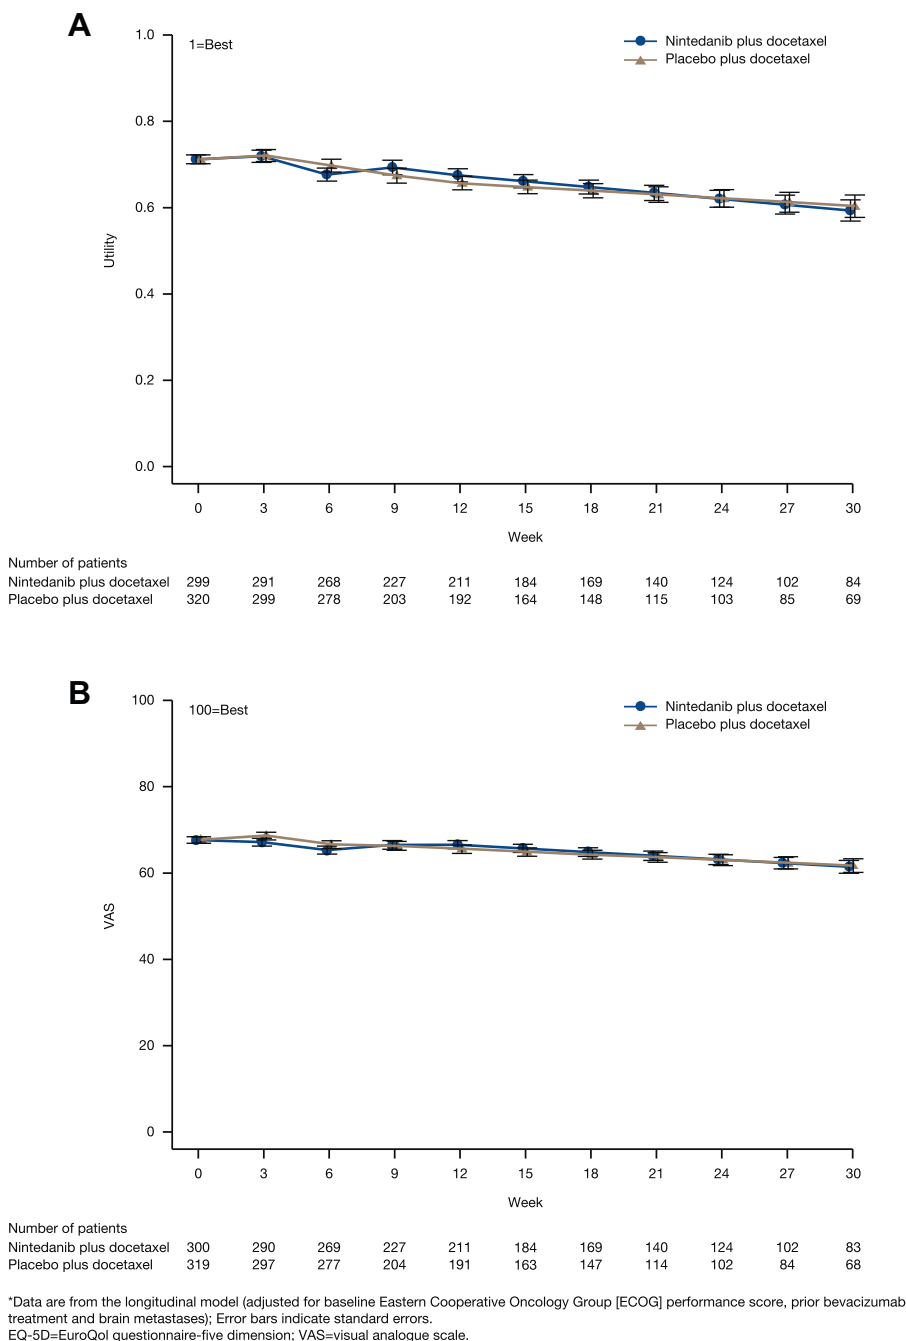 A
1.0
1=Best
Nintedanib plus docetaxel
Placebo plus docetaxel
0.8
0.6
Utility
0.4
0.2
0.0
0 3 6 9 12 15 18 21 24 27 30
Week
Number of patients
Nintedanib plus docetaxel 299 291 268 227 211 184 169 140 124 102 84
Placebo plus docetaxel 320 299 278 203 192 164 148 115 103 85 69
B
100
100=Best
Nintedanib plus docetaxel
Placebo plus docetaxel
80
60
VAS
40
20
0
0 3 6 9 12 15 18 21 24 27 30
Week
Number of patients
Nintedanib plus docetaxel 300 290 269 227 211 184 169 140 124 102 83
Placebo plus docetaxel 319 297 277 204 191 163 147 114 102 84 68
*Data are from the longitudinal model (adjusted for baseline Eastern Cooperative Oncology Group [ECOG] performance score, prior bevacizumab
treatment and brain metastases); Error bars indicate standard errors.
EQ-5D=EuroQol questionnaire-five dimension; VAS=visual analogue scale.